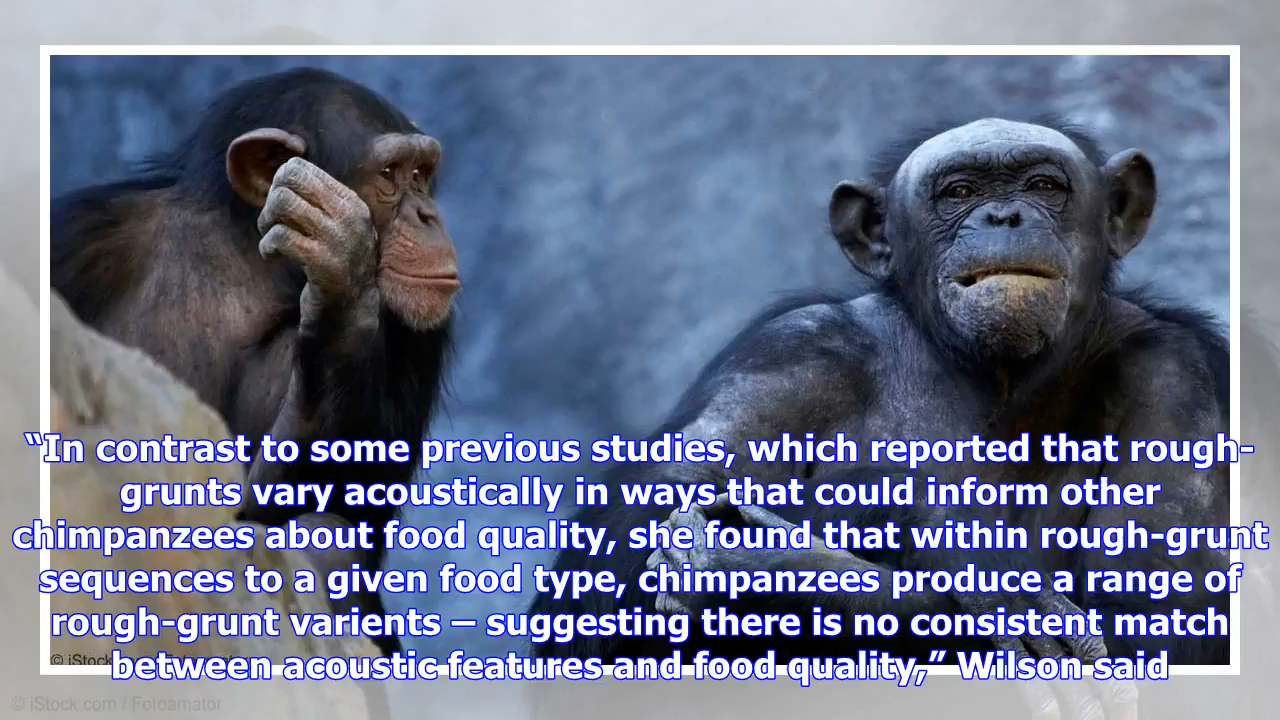 “In contrast to some previous studies, which reported that rough-
grunts vary acoustically in ways that could inform other
chimpanzees about food quality, she found that within rough-grunt
sequences to a given food type, chimpanzees produce a range of
rough-grunt varients – suggesting there is no consistent match
© iStock
between acoustic features and food quality,” Wilson said
© iStock.com / Fotoamator